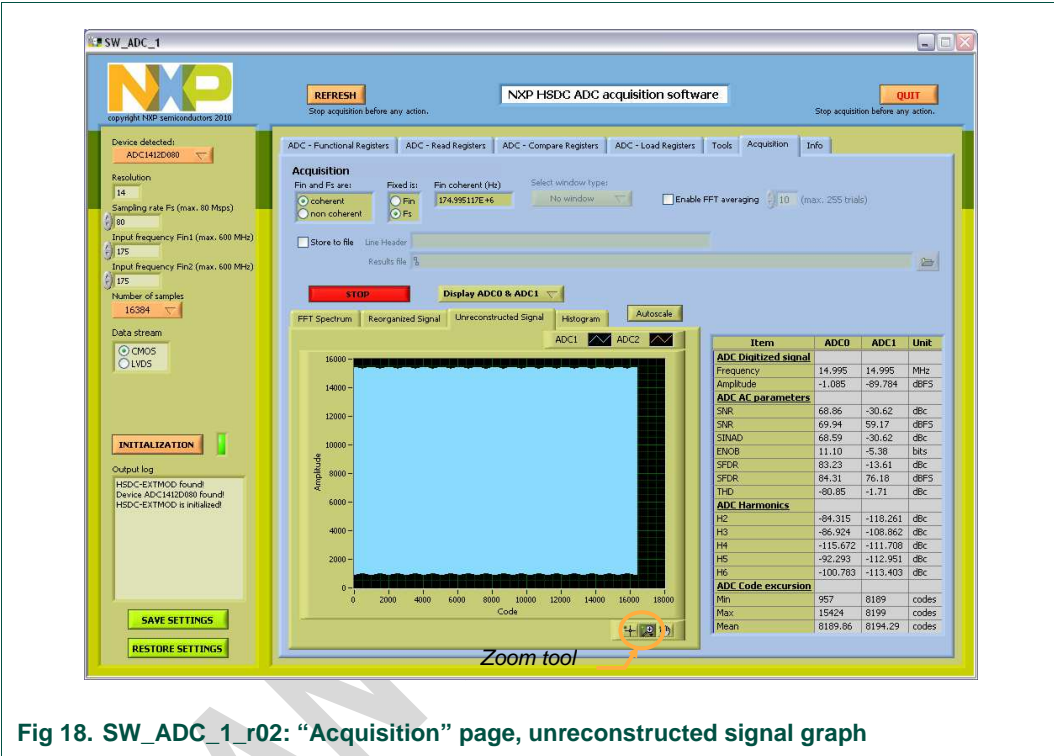 SW_ADC_1
NXP
copyright NXP semiconductors 2010
REFRESH
Stop acquisition before any action.
NXP HSDC ADC acquisition software
QUIT
Stop acquisition before any action.
Device detected:
ADC1412D080
Resolution
14
Sampling rate Fs (max. 80 Msps)
80
Input frequency Fin1 (max. 600 MHz)
175
Input frequency Fin2 (max. 600 MHz)
175
Number of samples
16384
Data stream
CMOS
LVDS
INITIALIZATION
Output log
HSDC-EXTMOD found!
Device ADC1412D080 found!
HSDC-EXTMOD is initialized!
SAVE SETTINGS
RESTORE SETTINGS
ADC - Functional Registers ADC - Read Registers ADC - Compare Registers ADC - Load Registers Tools Acquisition Info
Acquisition
Fin and Fs are: Fixed is: Fin coherent (Hz) Select window type:
coherent Fin 174.995117E+6 No window Enable FFT averaging 10 (max. 255 trials)
non coherent Fs
Store to file Line Header
Results file
STOP Display ADC0 & ADC1
FFT Spectrum Reorganized Signal Unreconstructed Signal Histogram Autoscale
ADC1 ADC2
Amplitude
16000
14000
12000
10000
8000
6000
4000
2000
0
0 2000 4000 6000 8000 10000 12000 14000 16000 18000
Code
Zoom tool
Item ADC0 ADC1 Unit
ADC Digitized signal
Frequency 14.995 14.995 MHz
Amplitude -1.085 -89.784 dBFS
ADC AC parameters
SNR 68.86 -30.62 dBc
SNR 69.94 59.17 dBFS
SINAD 68.59 -30.62 dBc
ENOB 11.10 -5.38 bits
SFDR 83.23 -13.61 dBc
SFDR 84.31 76.18 dBFS
THD -80.85 -1.71 dBc
ADC Harmonics
H2 -84.315 -118.261 dBc
H3 -86.924 -108.862 dBc
H4 -115.672 -111.708 dBc
H5 -92.293 -112.951 dBc
H6 -100.783 -113.403 dBc
ADC Code excursion
Min 957 8189 codes
Max 15424 8199 codes
Mean 8189.86 8194.29 codes
Fig 18. SW_ADC_1_r02: “Acquisition” page, unreconstructed signal graph